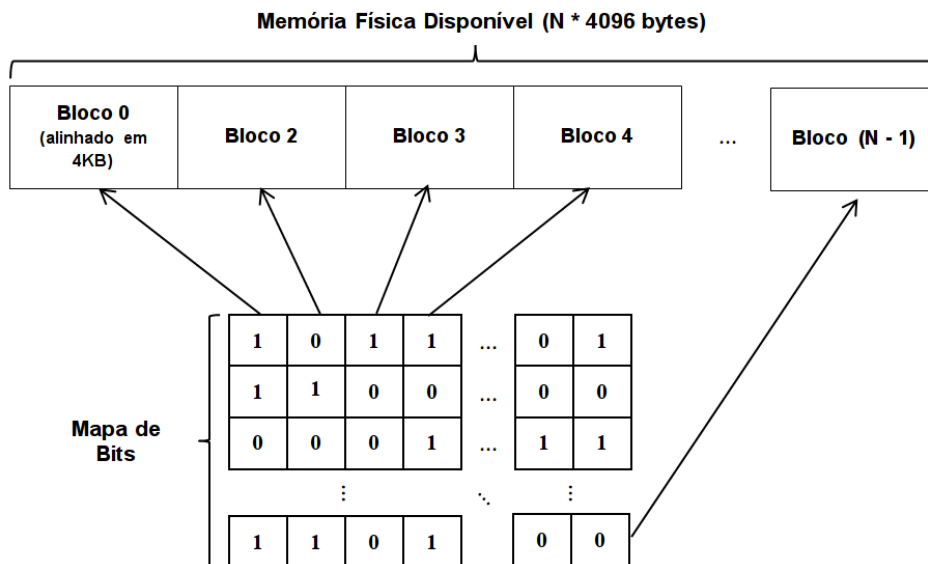 Memória Física Disponível (N * 4096 bytes)
Bloco 0
(alinhado em
4KB)
Bloco 2
Bloco 3
Bloco 4
...
Bloco (N - 1)
Mapa de
Bits
1 0 1 1 ... 0 1
1 1 0 0 ... 0 0
0 0 0 1 ... 1 1
⋮ ⋱ ⋮
1 1 0 1 0 0